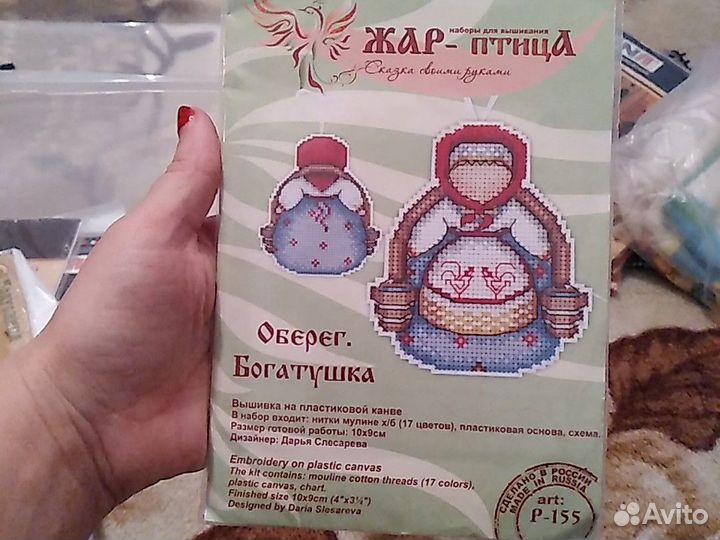 наборы для вышивания
ЖАР-ПТИЦА
Сказка своими руками
Оберег.
Богатушка
Вышивка на пластиковой канве
В набор входит: нитки мулине х/б (17 цветов), пластиковая основа, схема.
Размер готовой работы: 10х9см
Дизайнер: Дарья Слесарева
Embroidery on plastic canvas
The kit contains: mouline cotton threads (17 colors),
plastic canvas, chart.
Finished size 10x9cm (4"x3½")
Designed by Daria Slesareva
СДЕЛАНО В РОССИИ
MADE IN RUSSIA
art:
P-155
Avito